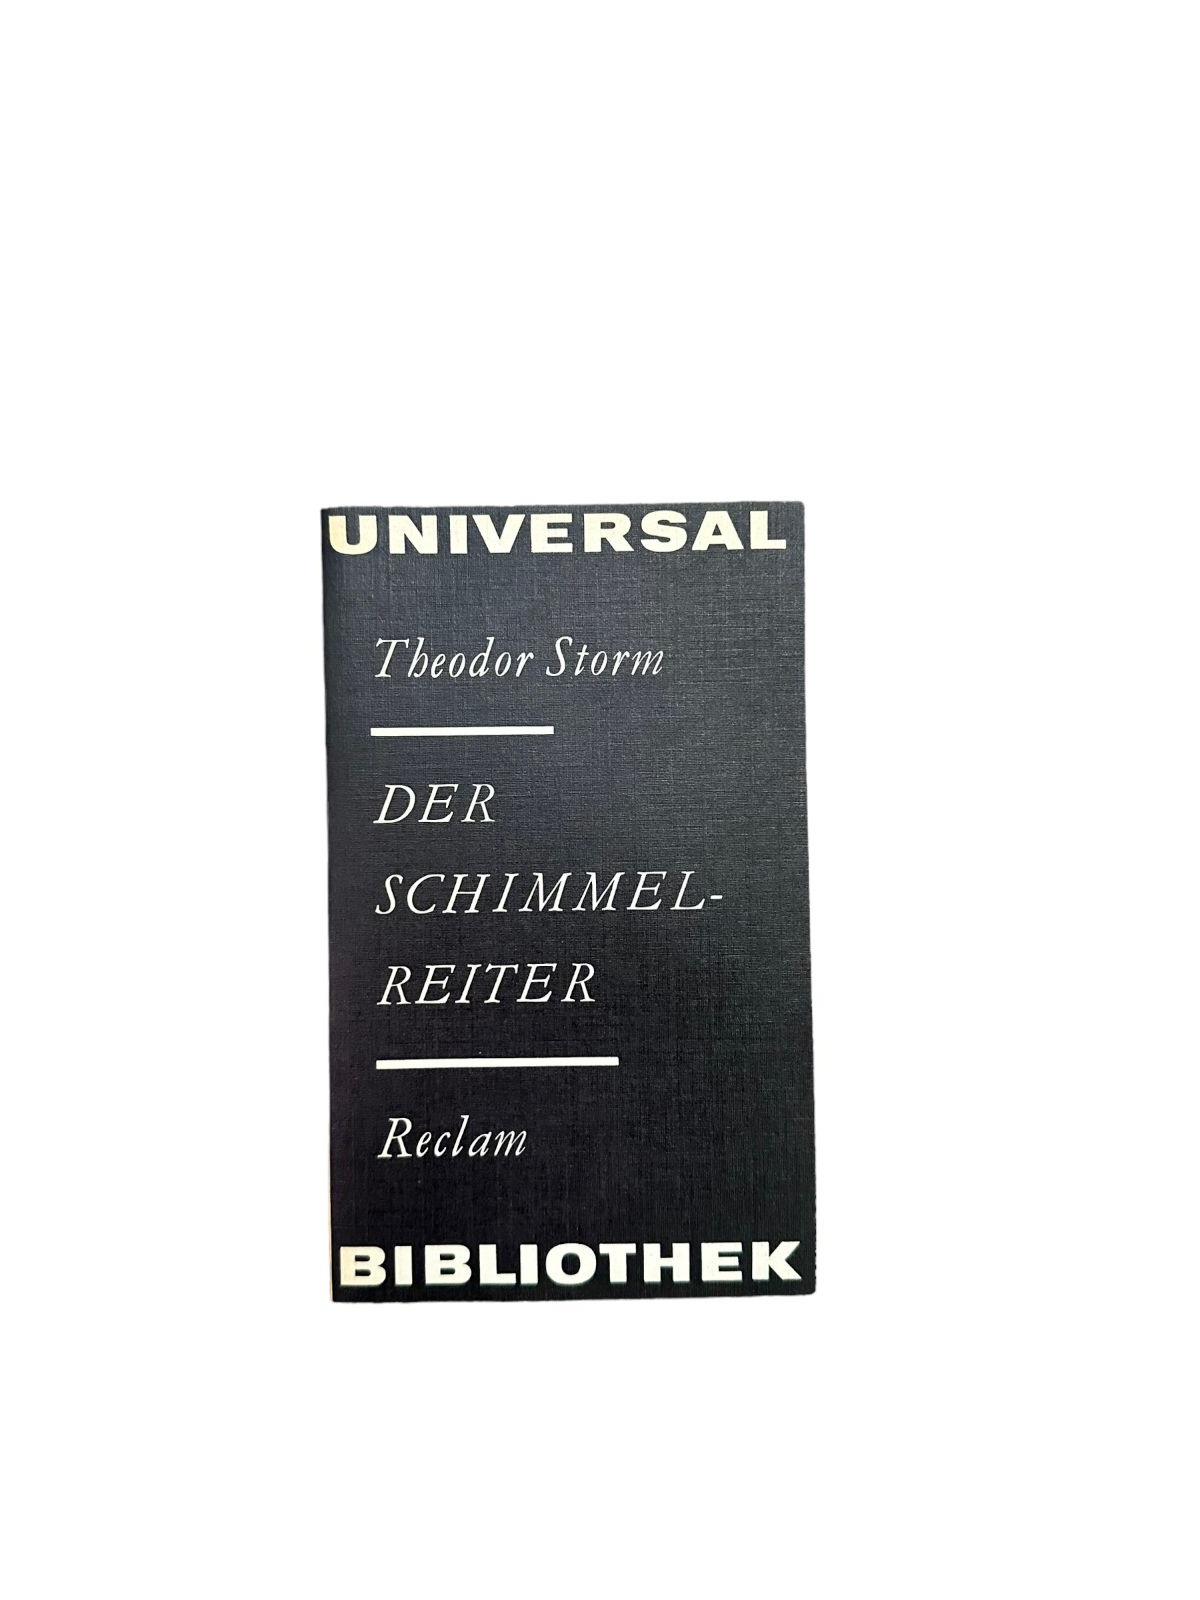 UNIVERSAL
Theodor Storm
DER
SCHIMMEL-
REITER
Reclam
BIBLIOTHEK